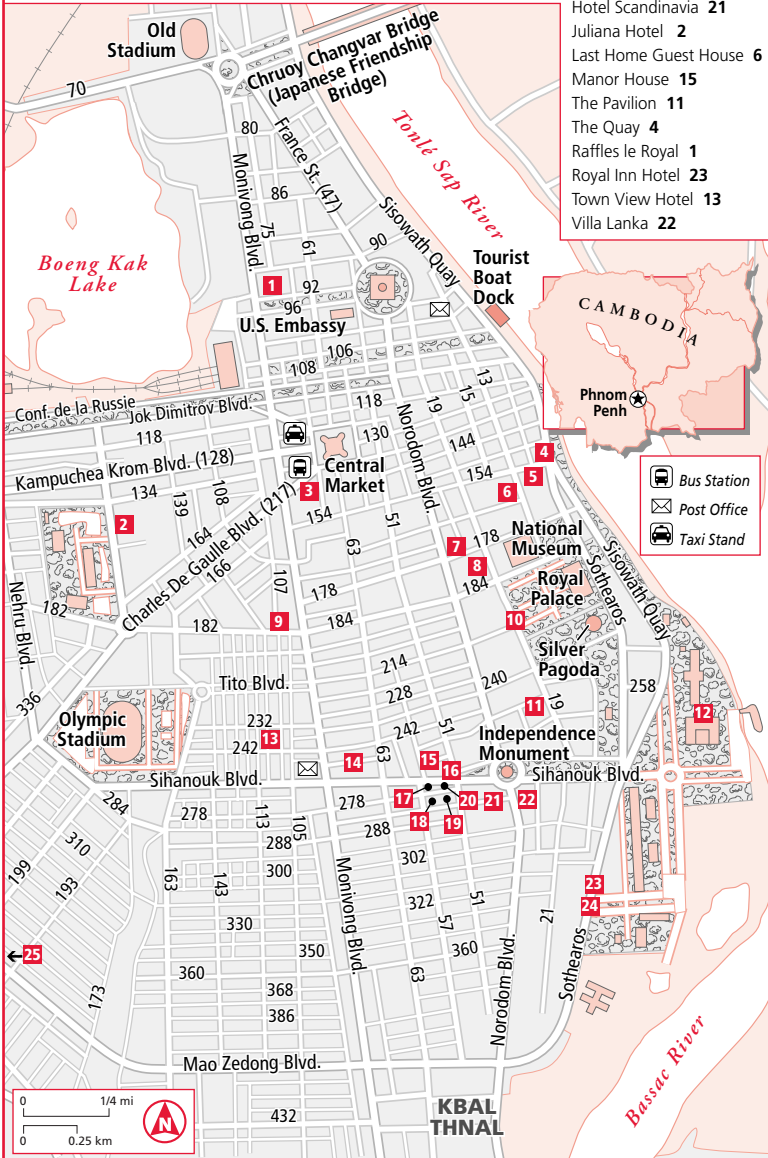 Hotel Scandinavia 21
Juliana Hotel 2
Last Home Guest House 6
Manor House 15
The Pavilion 11
The Quay 4
Raffles le Royal 1
Royal Inn Hotel 23
Town View Hotel 13
Villa Lanka 22
Old
Stadium
Chruoy Changvar Bridge
(Japanese Friendship
Bridge)
70
80
France St. (47)
Monivong Blvd.
Tonlé Sap River
86
75
61
90
Sisowath Quay
Boeng Kak
Lake
1
92
96
U.S. Embassy
Tourist
Boat
Dock
CAMBODIA
Phnom
Penh
106
108
13
15
19
Conf. de la Russie
Jok Dimitrov Blvd.
118
118
130
Norodom Blvd.
144
Kampuchea Krom Blvd. (128)
Central
Market
4
5
154
6
134
139
108
3
154
51
Bus Station
Post Office
Taxi Stand
2
164
Charles De Gaulle Blvd. (217)
166
63
7
178
8
184
National
Museum
Royal
Palace
Sothearos
Sisowath Quay
Nehru Blvd.
182
182
107
9
178
184
10
Silver
Pagoda
214
228
240
258
Tito Blvd.
336
Olympic
Stadium
232
242
13
242
63
51
11
19
12
Independence
Monument
14
15
16
Sihanouk Blvd.
Sihanouk Blvd.
17
18
19
20
21
22
284
278
278
113
105
288
288
310
199
193
163
143
300
302
Monivong Blvd.
322
51
57
23
24
330
21
25
350
360
360
63
Norodom Blvd.
Sothearos
173
368
386
Mao Zedong Blvd.
Bassac River
0
1/4 mi
0
0.25 km
N
432
KBAL
THNAL